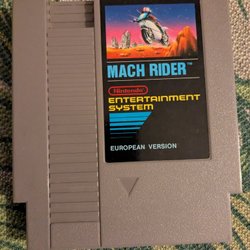 MACH RIDER™
Nintendo
ENTERTAINMENT
SYSTEM
EUROPEAN VERSION